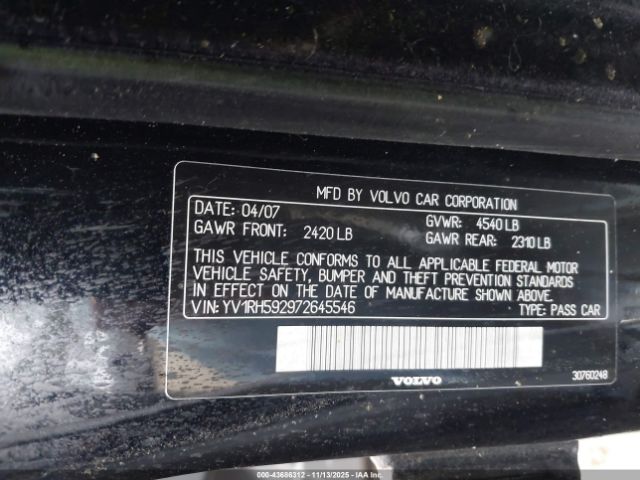 MFD BY VOLVO CAR CORPORATION
DATE: 04/07 GVWR: 4540 LB
GAWR FRONT: 2420 LB GAWR REAR: 2310 LB
THIS VEHICLE CONFORMS TO ALL APPLICABLE FEDERAL MOTOR
VEHICLE SAFETY, BUMPER AND THEFT PREVENTION STANDARDS
IN EFFECT ON THE DATE OF MANUFACTURE SHOWN ABOVE.
VIN: YV1RH592972645546 TYPE: PASS CAR
VOLVO 30760248
000-43686312 - 11/13/2025 - IAAI.CA